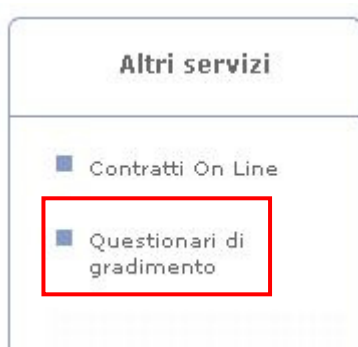 Altri servizi
Contratti On Line
Questionari di
gradimento